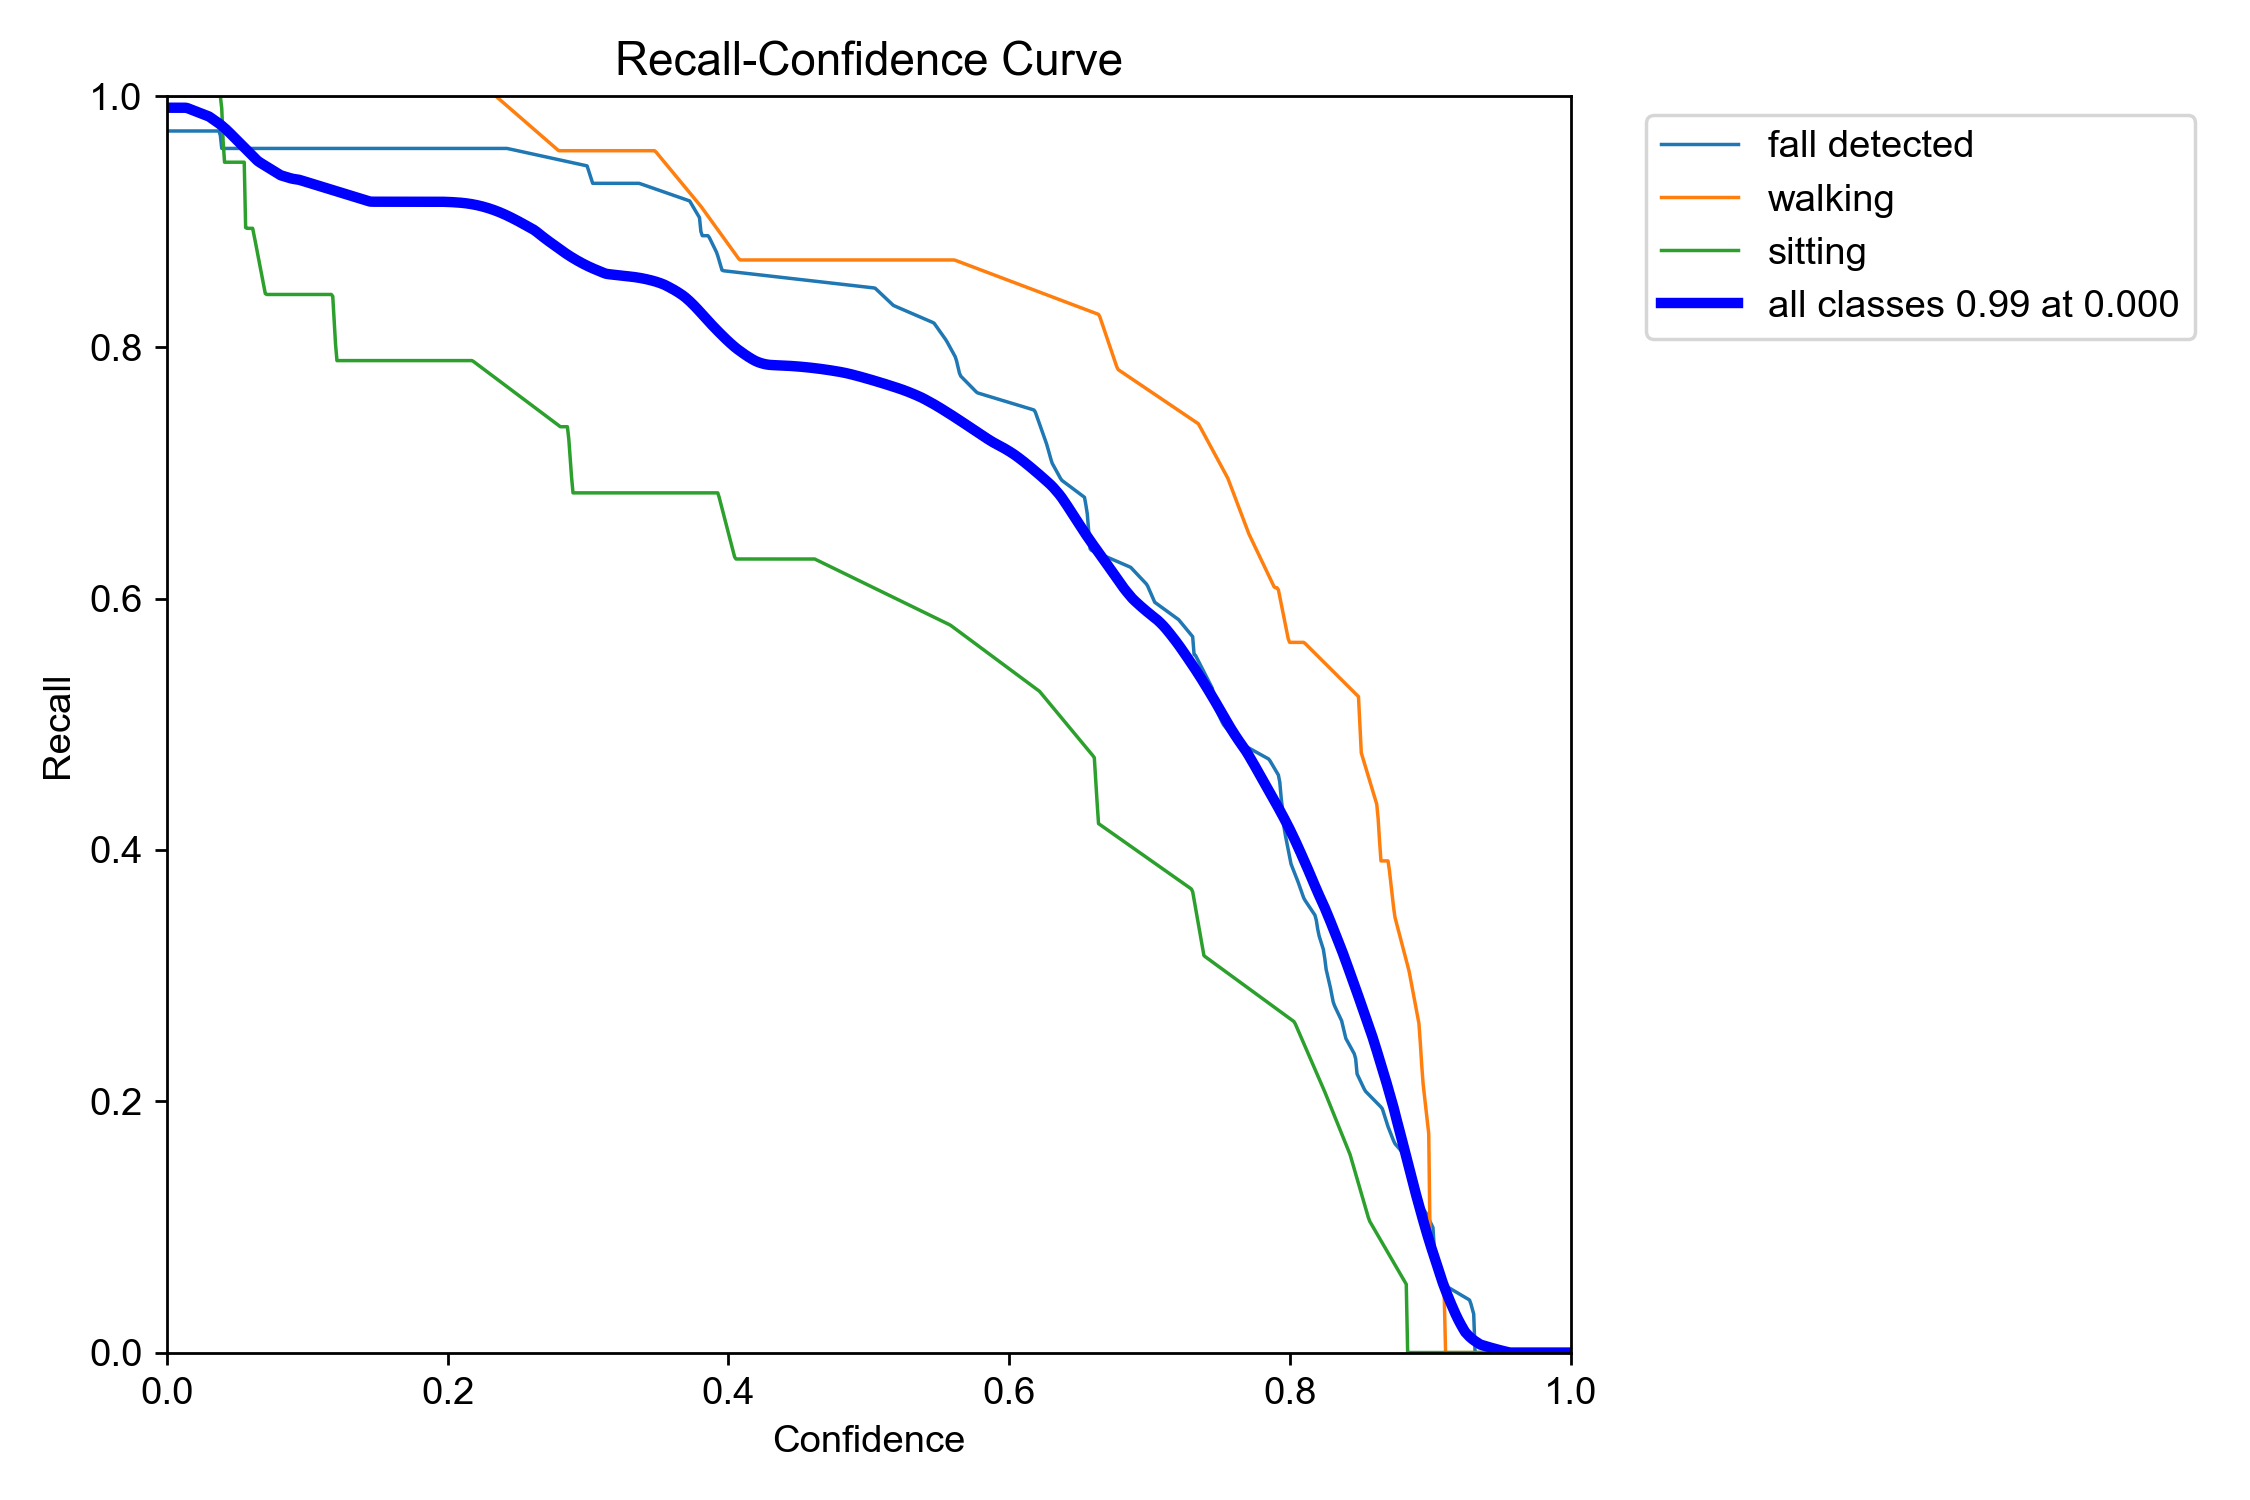 Recall-Confidence Curve
1.0
0.8
0.6
0.4
0.2
0.0
Recall
0.0 0.2 0.4 0.6 0.8 1.0
Confidence
fall detected
walking
sitting
all classes 0.99 at 0.000